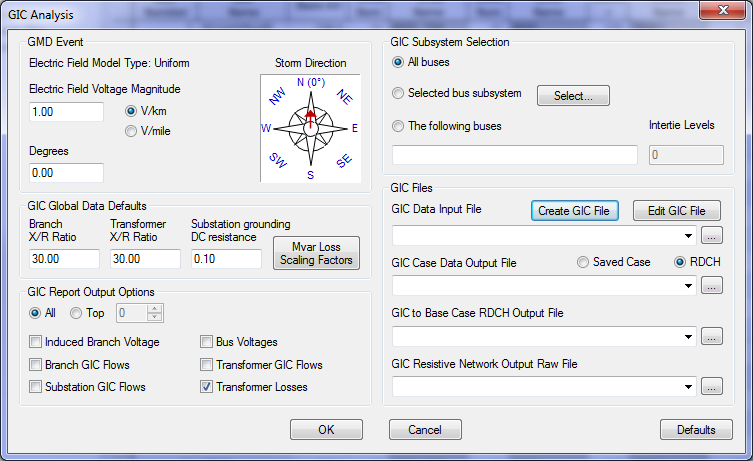 GIC Analysis
GMD Event
Electric Field Model Type: Uniform
Storm Direction
Electric Field Voltage Magnitude
1.00
V/km
V/mile
Degrees
0.00
N (0°)
NE
E
SE
S
SW
W
NW
GIC Global Data Defaults
Branch
X/R Ratio
30.00
Transformer
X/R Ratio
30.00
Substation grounding
DC resistance
0.10
Mvar Loss
Scaling Factors
GIC Report Output Options
All
Top
0
Induced Branch Voltage
Bus Voltages
Branch GIC Flows
Transformer GIC Flows
Substation GIC Flows
Transformer Losses
GIC Subsystem Selection
All buses
Selected bus subsystem
Select...
The following buses
Intertie Levels
0
GIC Files
GIC Data Input File
Create GIC File
Edit GIC File
...
GIC Case Data Output File
Saved Case
RDCH
...
GIC to Base Case RDCH Output File
...
GIC Resistive Network Output Raw File
...
OK
Cancel
Defaults